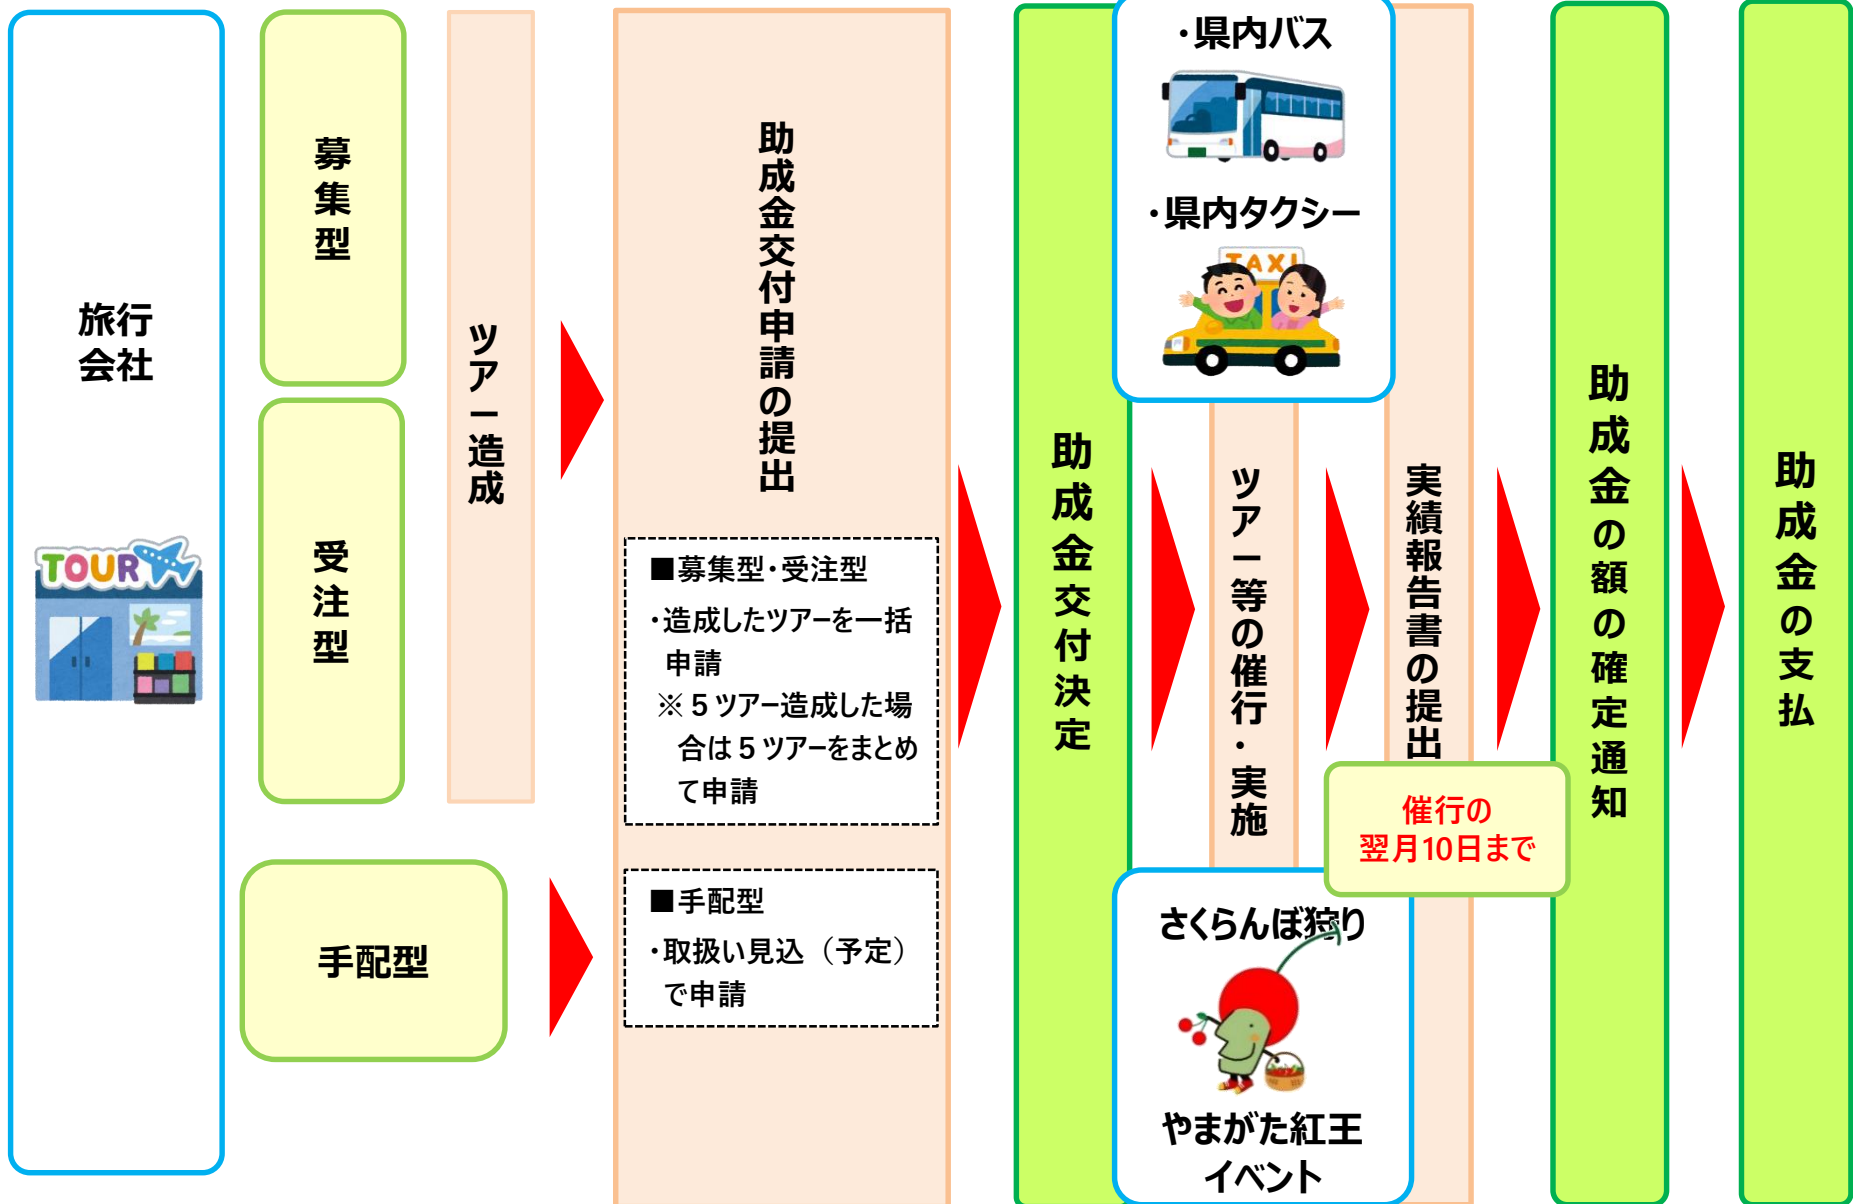 旅行
会社
TOUR
募集型
受注型
手配型
ツアー造成
助成金交付申請の提出
■募集型・受注型
・造成したツアーを一括
申請
※５ツアー造成した場
合は５ツアーをまとめ
て申請
■手配型
・取扱い見込（予定）
で申請
助成金交付決定
・県内バス
・県内タクシー
TAXI
ツアー等の催行・実施
さくらんぼ狩り
やまがた紅王
イベント
実績報告書の提出
催行の
翌月10日まで
助成金の額の確定通知
助成金の支払